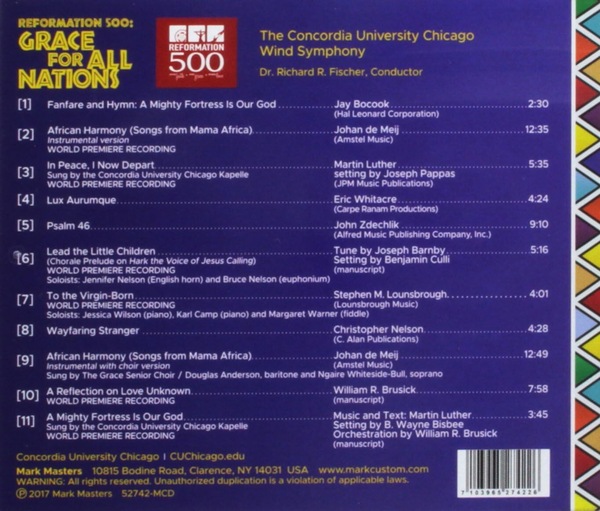 REFORMATION 500:
GRACE
FOR ALL
NATIONS
REFORMATION
500
The Concordia University Chicago
Wind Symphony
Dr. Richard R. Fischer, Conductor
[1] Fanfare and Hymn: A Mighty Fortress Is Our God Jay Bocook 2:30
(Hal Leonard Corporation)
[2] African Harmony (Songs from Mama Africa) Johan de Meij 12:35
Instrumental version (Amstel Music)
WORLD PREMIERE RECORDING
[3] In Peace, I Now Depart Martin Luther 5:35
Sung by the Concordia University Chicago Kapelle setting by Joseph Pappas
WORLD PREMIERE RECORDING (JPM Music Publications)
[4] Lux Aurumque Eric Whitacre 4:24
(Carpe Ranam Productions)
[5] Psalm 46 John Zdechlik 9:10
(Alfred Music Publishing Company, Inc.)
[6] Lead the Little Children Tune by Joseph Barnby 5:16
(Chorale Prelude on Hark the Voice of Jesus Calling) Setting by Benjamin Culli
WORLD PREMIERE RECORDING (manuscript)
Soloists: Jennifer Nelson (English horn) and Bruce Nelson (euphonium)
[7] To the Virgin-Born Stephen M. Lounsbrough 4:01
WORLD PREMIERE RECORDING (Lounsbrough Music)
Soloists: Jessica Wilson (piano), Karl Camp (piano) and Margaret Warner (fiddle)
[8] Wayfaring Stranger Christopher Nelson 4:28
(C. Alan Publications)
[9] African Harmony (Songs from Mama Africa) Johan de Meij 12:49
Instrumental with choir version (Amstel Music)
Sung by The Grace Senior Choir / Douglas Anderson, baritone and Ngaire Whiteside-Bull, soprano
[10] A Reflection on Love Unknown William R. Brusick 7:58
WORLD PREMIERE RECORDING (manuscript)
[11] A Mighty Fortress Is Our God Music and Text: Martin Luther 3:45
Sung by the Concordia University Chicago Kapelle Setting by B. Wayne Bisbee
WORLD PREMIERE RECORDING Orchestration by William R. Brusick
(manuscript)
Concordia University Chicago | CUChicago.edu
Mark Masters 10815 Bodine Road, Clarence, NY 14031 USA www.markcustom.com
WARNING: All rights reserved. Unauthorized duplication is a violation of applicable laws.
℗ 2017 Mark Masters 52742-MCD
7 10396 52742 2